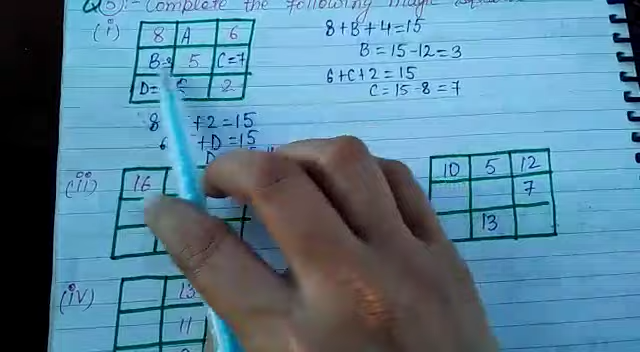 Q(5):- Complete the following magic
(i)
8 A 6
8+B+4=15
B = 15-12=3
B= 5 C=7
6+C+2=15
D= 2
C = 15-8 = 7
8 +2=15
6 +D =15
D
(ii) 16
10 5 12
7
13
(iv) 13
11